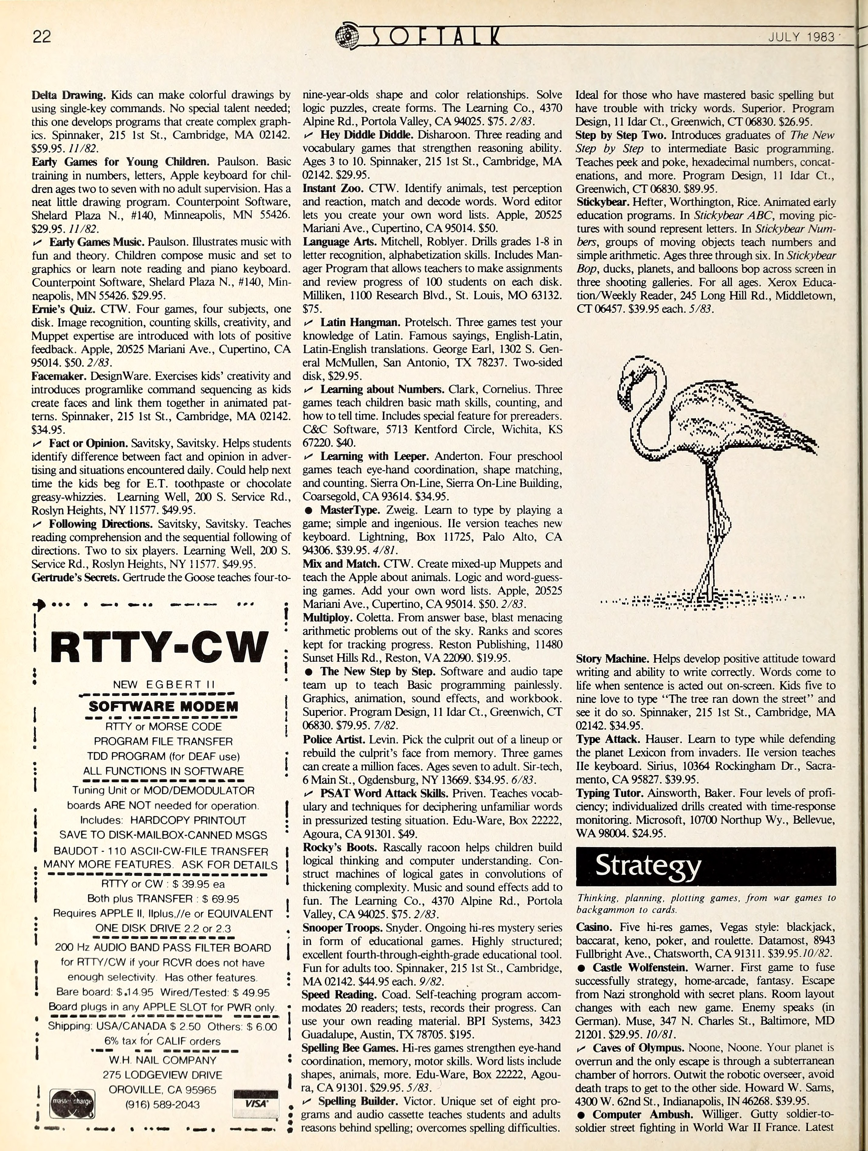 22
SOFTALK
JULY 1983
Delta Drawing. Kids can make colorful drawings by
using single-key commands. No special talent needed;
this one develops programs that create complex graph-
ics. Spinnaker, 215 1st St., Cambridge, MA 02142.
$59.95. 11/82.
Early Games for Young Children. Paulson. Basic
training in numbers, letters, Apple keyboard for chil-
dren ages two to seven with no adult supervision. Has a
neat little drawing program. Counterpoint Software,
Shelard Plaza N., #140, Minneapolis, MN 55426.
$29.95. 11/82.
✓ Early Games Music. Paulson. Illustrates music with
fun and theory. Children compose music and set to
graphics or learn note reading and piano keyboard.
Counterpoint Software, Shelard Plaza N., #140, Min-
neapolis, MN 55426. $29.95.
Ernie's Quiz. CTW. Four games, four subjects, one
disk. Image recognition, counting skills, creativity, and
Muppet expertise are introduced with lots of positive
feedback. Apple, 20525 Mariani Ave., Cupertino, CA
95014. $50. 2/83.
Facemaker. DesignWare. Exercises kids' creativity and
introduces programlike command sequencing as kids
create faces and link them together in animated pat-
terns. Spinnaker, 215 1st St., Cambridge, MA 02142.
$34.95.
✓ Fact or Opinion. Savitsky, Savitsky. Helps students
identify difference between fact and opinion in adver-
tising and situations encountered daily. Could help next
time the kids beg for E.T. toothpaste or chocolate
greasy-whizzies. Learning Well, 200 S. Service Rd.,
Roslyn Heights, NY 11577. $49.95.
✓ Following Directions. Savitsky, Savitsky. Teaches
reading comprehension and the sequential following of
directions. Two to six players. Learning Well, 200 S.
Service Rd., Roslyn Heights, NY 11577. $49.95.
Gertrude's Secrets. Gertrude the Goose teaches four-to-
RTTY-CW
NEW EGBERT II
SOFTWARE MODEM
RTTY or MORSE CODE
PROGRAM FILE TRANSFER
TDD PROGRAM (for DEAF use)
ALL FUNCTIONS IN SOFTWARE
Tuning Unit or MOD/DEMODULATOR
boards ARE NOT needed for operation.
Includes: HARDCOPY PRINTOUT
SAVE TO DISK-MAILBOX-CANNED MSGS
BAUDOT - 110 ASCII-CW-FILE TRANSFER
MANY MORE FEATURES. ASK FOR DETAILS
RTTY or CW : $ 39.95 ea
Both plus TRANSFER : $ 69.95
Requires APPLE II, IIplus,//e or EQUIVALENT
ONE DISK DRIVE 2.2 or 2.3
200 Hz AUDIO BAND PASS FILTER BOARD
for RTTY/CW if your RCVR does not have
enough selectivity. Has other features.
Bare board: $14.95 Wired/Tested: $ 49.95
Board plugs in any APPLE SLOT for PWR only.
Shipping: USA/CANADA $ 2.50 Others: $ 6.00
6% tax for CALIF orders
W.H. NAIL COMPANY
275 LODGEVIEW DRIVE
OROVILLE, CA 95965
(916) 589-2043
master charge
VISA
nine-year-olds shape and color relationships. Solve
logic puzzles, create forms. The Learning Co., 4370
Alpine Rd., Portola Valley, CA 94025. $75. 2/83.
✓ Hey Diddle Diddle. Disharoon. Three reading and
vocabulary games that strengthen reasoning ability.
Ages 3 to 10. Spinnaker, 215 1st St., Cambridge, MA
02142. $29.95.
Instant Zoo. CTW. Identify animals, test perception
and reaction, match and decode words. Word editor
lets you create your own word lists. Apple, 20525
Mariani Ave., Cupertino, CA 95014. $50.
Language Arts. Mitchell, Roblyer. Drills grades 1-8 in
letter recognition, alphabetization skills. Includes Man-
ager Program that allows teachers to make assignments
and review progress of 100 students on each disk.
Milliken, 1100 Research Blvd., St. Louis, MO 63132.
$75.
✓ Latin Hangman. Protelsch. Three games test your
knowledge of Latin. Famous sayings, English-Latin,
Latin-English translations. George Earl, 1302 S. Gen-
eral McMullen, San Antonio, TX 78237. Two-sided
disk, $29.95.
✓ Learning about Numbers. Clark, Cornelius. Three
games teach children basic math skills, counting, and
how to tell time. Includes special feature for prereaders.
C&C Software, 5713 Kentford Circle, Wichita, KS
67220. $40.
✓ Learning with Leeper. Anderton. Four preschool
games teach eye-hand coordination, shape matching,
and counting. Sierra On-Line, Sierra On-Line Building,
Coarsegold, CA 93614. $34.95.
● MasterType. Zweig. Learn to type by playing a
game; simple and ingenious. IIe version teaches new
keyboard. Lightning, Box 11725, Palo Alto, CA
94306. $39.95. 4/81.
Mix and Match. CTW. Create mixed-up Muppets and
teach the Apple about animals. Logic and word-guess-
ing games. Add your own word lists. Apple, 20525
Mariani Ave., Cupertino, CA 95014. $50. 2/83.
Multiploy. Coletta. From answer base, blast menacing
arithmetic problems out of the sky. Ranks and scores
kept for tracking progress. Reston Publishing, 11480
Sunset Hills Rd., Reston, VA 22090. $19.95.
● The New Step by Step. Software and audio tape
team up to teach Basic programming painlessly.
Graphics, animation, sound effects, and workbook.
Superior. Program Design, 11 Idar Ct., Greenwich, CT
06830. $79.95. 7/82.
Police Artist. Levin. Pick the culprit out of a lineup or
rebuild the culprit's face from memory. Three games
can create a million faces. Ages seven to adult. Sir-tech,
6 Main St., Ogdensburg, NY 13669. $34.95. 6/83.
✓ PSAT Word Attack Skills. Priven. Teaches vocab-
ulary and techniques for deciphering unfamiliar words
in pressurized testing situation. Edu-Ware, Box 22222,
Agoura, CA 91301. $49.
Rocky's Boots. Rascally racoon helps children build
logical thinking and computer understanding. Con-
struct machines of logical gates in convolutions of
thickening complexity. Music and sound effects add to
fun. The Learning Co., 4370 Alpine Rd., Portola
Valley, CA 94025. $75. 2/83.
Snooper Troops. Snyder. Ongoing hi-res mystery series
in form of educational games. Highly structured;
excellent fourth-through-eighth-grade educational tool.
Fun for adults too. Spinnaker, 215 1st St., Cambridge,
MA 02142. $44.95 each. 9/82.
Speed Reading. Coad. Self-teaching program accom-
modates 20 readers; tests, records their progress. Can
use your own reading material. BPI Systems, 3423
Guadalupe, Austin, TX 78705. $195.
Spelling Bee Games. Hi-res games strengthen eye-hand
coordination, memory, motor skills. Word lists include
shapes, animals, more. Edu-Ware, Box 22222, Agou-
ra, CA 91301. $29.95. 5/83.
✓ Spelling Builder. Victor. Unique set of eight pro-
grams and audio cassette teaches students and adults
reasons behind spelling; overcomes spelling difficulties.
Ideal for those who have mastered basic spelling but
have trouble with tricky words. Superior. Program
Design, 11 Idar Ct., Greenwich, CT 06830. $26.95.
Step by Step Two. Introduces graduates of The New
Step by Step to intermediate Basic programming.
Teaches peek and poke, hexadecimal numbers, concat-
enations, and more. Program Design, 11 Idar Ct.,
Greenwich, CT 06830. $89.95.
Stickybear. Hefter, Worthington, Rice. Animated early
education programs. In Stickybear ABC, moving pic-
tures with sound represent letters. In Stickybear Num-
bers, groups of moving objects teach numbers and
simple arithmetic. Ages three through six. In Stickybear
Bop, ducks, planets, and balloons bop across screen in
three shooting galleries. For all ages. Xerox Educa-
tion/Weekly Reader, 245 Long Hill Rd., Middletown,
CT 06457. $39.95 each. 5/83.
Story Machine. Helps develop positive attitude toward
writing and ability to write correctly. Words come to
life when sentence is acted out on-screen. Kids five to
nine love to type "The tree ran down the street" and
see it do so. Spinnaker, 215 1st St., Cambridge, MA
02142. $34.95.
Type Attack. Hauser. Learn to type while defending
the planet Lexicon from invaders. IIe version teaches
IIe keyboard. Sirius, 10364 Rockingham Dr., Sacra-
mento, CA 95827. $39.95.
Typing Tutor. Ainsworth, Baker. Four levels of profi-
ciency; individualized drills created with time-response
monitoring. Microsoft, 10700 Northup Wy., Bellevue,
WA 98004. $24.95.
Strategy
Thinking, planning, plotting games, from war games to
backgammon to cards.
Casino. Five hi-res games, Vegas style: blackjack,
baccarat, keno, poker, and roulette. Datamost, 8943
Fullbright Ave., Chatsworth, CA 91311. $39.95. 10/82.
● Castle Wolfenstein. Warner. First game to fuse
successfully strategy, home-arcade, fantasy. Escape
from Nazi stronghold with secret plans. Room layout
changes with each new game. Enemy speaks (in
German). Muse, 347 N. Charles St., Baltimore, MD
21201. $29.95. 10/81.
✓ Caves of Olympus. Noone, Noone. Your planet is
overrun and the only escape is through a subterranean
chamber of horrors. Outwit the robotic overseer, avoid
death traps to get to the other side. Howard W. Sams,
4300 W. 62nd St., Indianapolis, IN 46268. $39.95.
● Computer Ambush. Williger. Gutty soldier-to-
soldier street fighting in World War II France. Latest